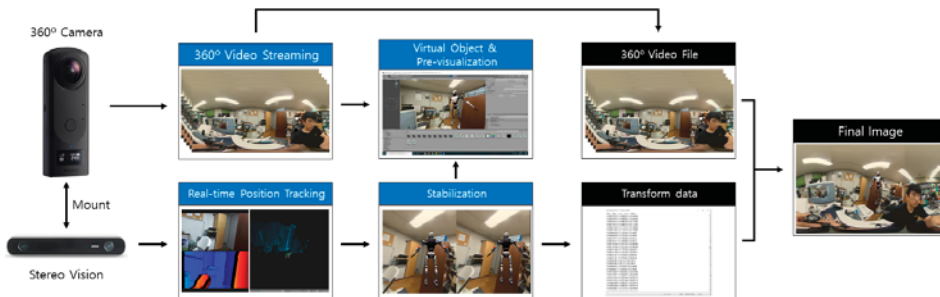 360º Camera
360º Video Streaming
Virtual Object &
Pre-visualization
360º Video File
Final Image
Mount
Real-time Position Tracking
Stabilization
Transform data
Stereo Vision